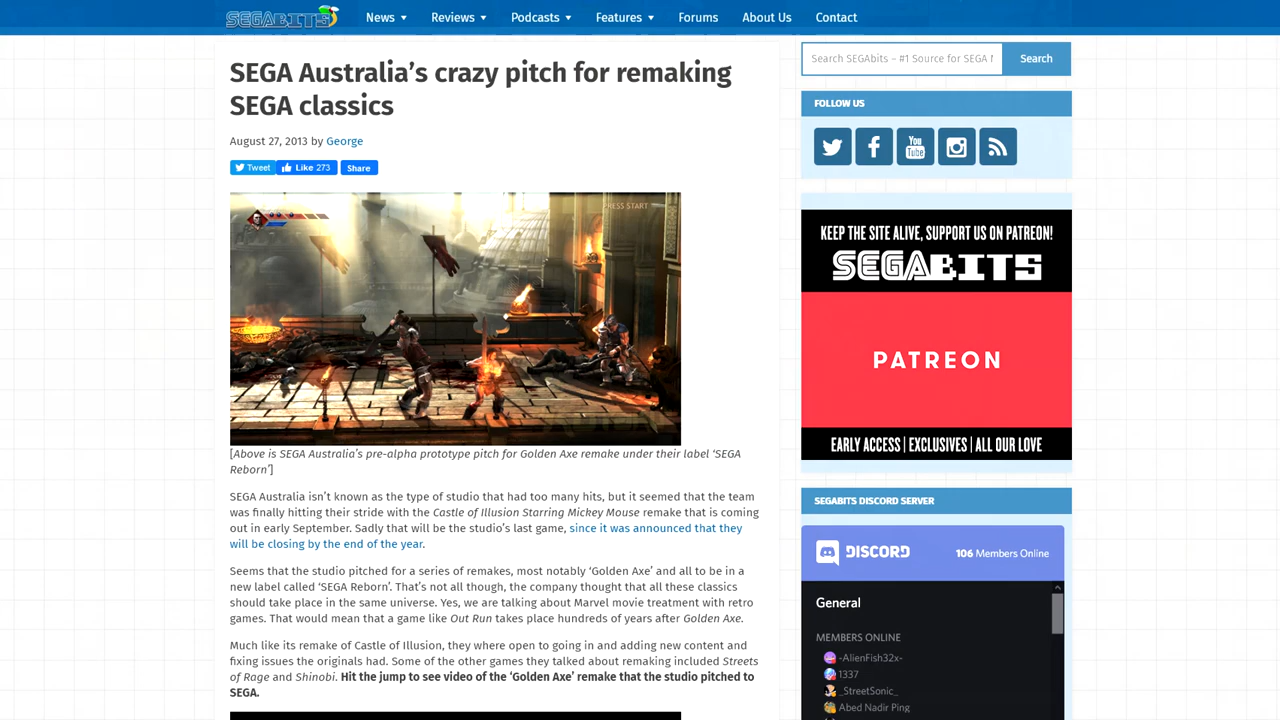 SEGABITS
News ▼
Reviews ▼
Podcasts ▼
Features ▼
Forums
About Us
Contact
SEGA Australia’s crazy pitch for remaking
SEGA classics
August 27, 2013 by George
Tweet
Like 273
Share
PRESS START
[Above is SEGA Australia’s pre-alpha prototype pitch for Golden Axe remake under their label ‘SEGA
Reborn’]
SEGA Australia isn’t known as the type of studio that had too many hits, but it seemed that the team
was finally hitting their stride with the Castle of Illusion Starring Mickey Mouse remake that is coming
out in early September. Sadly that will be the studio’s last game, since it was announced that they
will be closing by the end of the year.
Seems that the studio pitched for a series of remakes, most notably ‘Golden Axe’ and all to be in a
new label called ‘SEGA Reborn’. That’s not all though, the company thought that all these classics
should take place in the same universe. Yes, we are talking about Marvel movie treatment with retro
games. That would mean that a game like Out Run takes place hundreds of years after Golden Axe.
Much like its remake of Castle of Illusion, they where open to going in and adding new content and
fixing issues the originals had. Some of the other games they talked about remaking included Streets
of Rage and Shinobi. Hit the jump to see video of the ‘Golden Axe’ remake that the studio pitched to
SEGA.
Search SEGAbits – #1 Source for SEGA
Search
FOLLOW US
You
Tube
KEEP THE SITE ALIVE, SUPPORT US ON PATREON!
SEGABITS
PATREON
EARLY ACCESS | EXCLUSIVES | ALL OUR LOVE
SEGABITS DISCORD SERVER
DISCORD
106 Members Online
General
MEMBERS ONLINE
-AlienFish32x-
1337
_StreetSonic_
Abed Nadir Ping